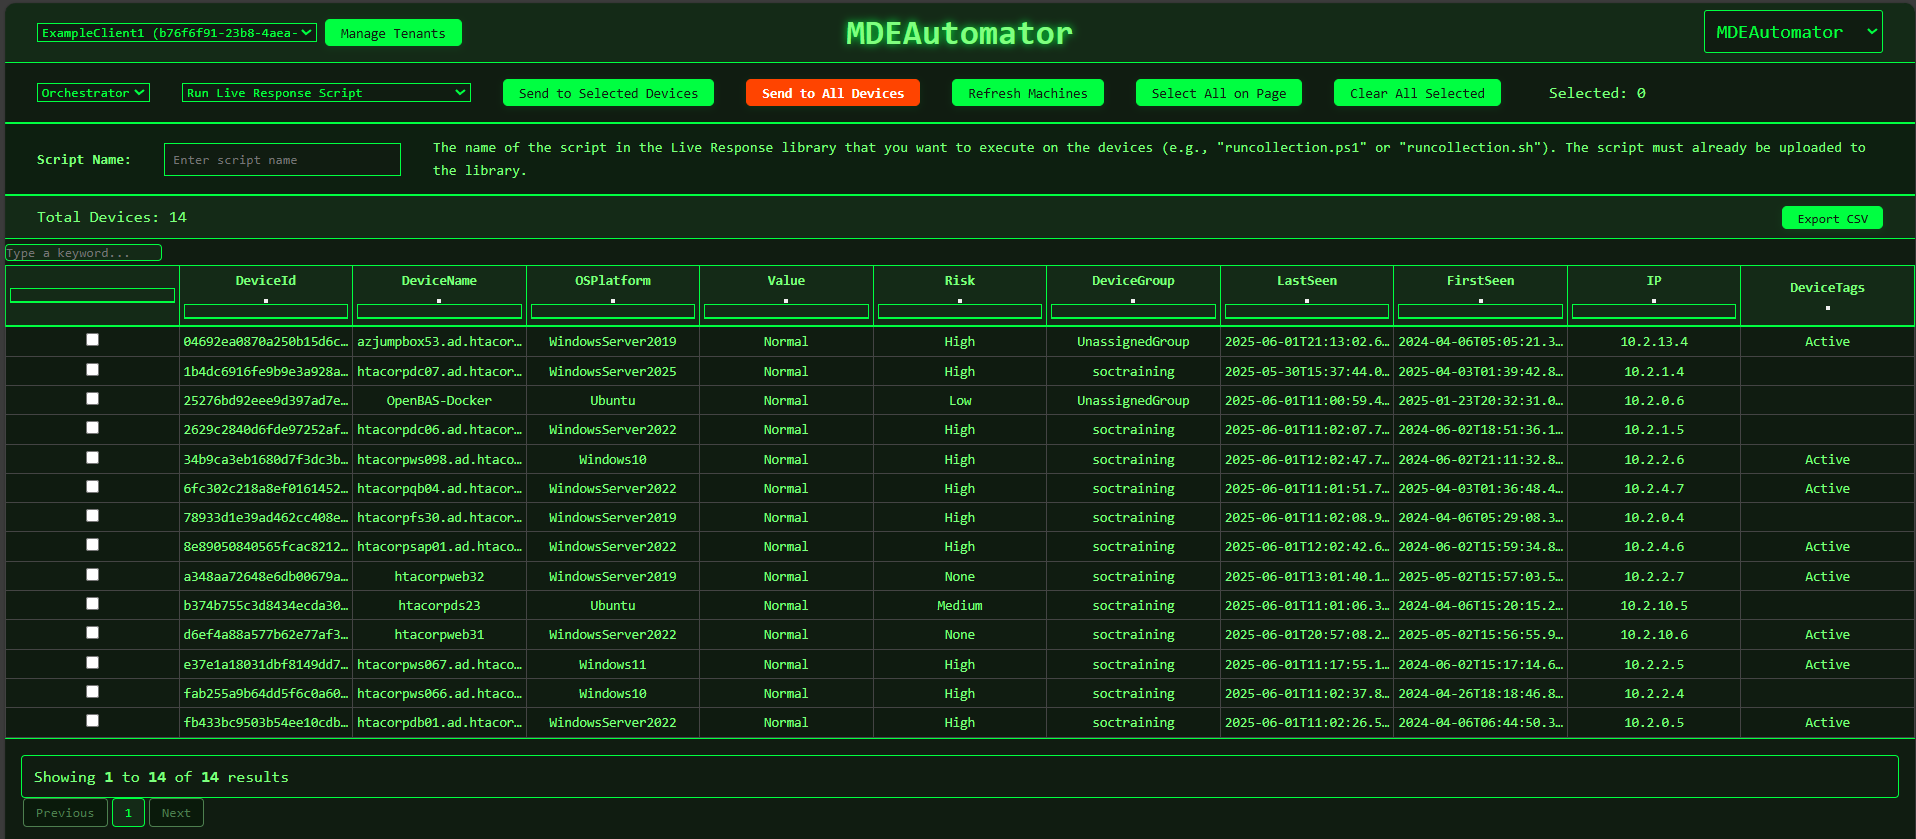 ExampleClient1 (b76f6f91-23b8-4aea- Manage Tenants MDEAutomator MDEAutomator
Orchestrator Run Live Response Script Send to Selected Devices Send to All Devices Refresh Machines Select All on Page Clear All Selected Selected: 0
Script Name: Enter script name The name of the script in the Live Response library that you want to execute on the devices (e.g., "runcollection.ps1" or "runcollection.sh"). The script must already be uploaded to
the library.
Total Devices: 14 Export CSV
Type a keyword...
DeviceId DeviceName OSPlatform Value Risk DeviceGroup LastSeen FirstSeen IP DeviceTags
04692ea0870a250b15d6c… azjumpbox53.ad.htacor… WindowsServer2019 Normal High UnassignedGroup 2025-06-01T21:13:02.6… 2024-04-06T05:05:21.3… 10.2.13.4 Active
1b4dc6916fe9b9e3a928a… htacorpdc07.ad.htacor… WindowsServer2025 Normal High soctraining 2025-05-30T15:37:44.0… 2025-04-03T01:39:42.8… 10.2.1.4
25276bd92eee9d397ad7e… OpenBAS-Docker Ubuntu Normal Low UnassignedGroup 2025-06-01T11:00:59.4… 2025-01-23T20:32:31.0… 10.2.0.6
2629c2840d6fde97252af… htacorpdc06.ad.htacor… WindowsServer2022 Normal High soctraining 2025-06-01T11:02:07.7… 2024-06-02T18:51:36.1… 10.2.1.5
34b9ca3eb1680d7f3dc3b… htacorpws098.ad.htaco… Windows10 Normal High soctraining 2025-06-01T12:02:47.7… 2024-06-02T21:11:32.8… 10.2.2.6 Active
6fc302c218a8ef0161452… htacorpqb04.ad.htacor… WindowsServer2022 Normal High soctraining 2025-06-01T11:01:51.7… 2025-04-03T01:36:48.4… 10.2.4.7 Active
78933d1e39ad462cc408e… htacorpfs30.ad.htacor… WindowsServer2019 Normal High soctraining 2025-06-01T11:02:08.9… 2024-04-06T05:29:08.3… 10.2.0.4
8e89050840565fcac8212… htacorpsap01.ad.htaco… WindowsServer2022 Normal High soctraining 2025-06-01T12:02:42.6… 2024-06-02T15:59:34.8… 10.2.4.6 Active
a348aa72648e6db00679a… htacorpweb32 WindowsServer2019 Normal None soctraining 2025-06-01T13:01:40.1… 2025-05-02T15:57:03.5… 10.2.2.7 Active
b374b755c3d8434ecda30… htacorpds23 Ubuntu Normal Medium soctraining 2025-06-01T11:01:06.3… 2024-04-06T15:20:15.2… 10.2.10.5
d6ef4a88a577b62e77af3… htacorpweb31 WindowsServer2022 Normal None soctraining 2025-06-01T20:57:08.2… 2025-05-02T15:56:55.9… 10.2.10.6 Active
e37e1a18031dbf8149dd7… htacorpws067.ad.htaco… Windows11 Normal High soctraining 2025-06-01T11:17:55.1… 2024-06-02T15:17:14.6… 10.2.2.5 Active
fab255a9b64dd5f6c0a60… htacorpws066.ad.htaco… Windows10 Normal High soctraining 2025-06-01T11:02:37.8… 2024-04-26T18:18:46.8… 10.2.2.4
fb433bc9503b54ee10cdb… htacorpdb01.ad.htacor… WindowsServer2022 Normal High soctraining 2025-06-01T11:02:26.5… 2024-04-06T06:44:50.3… 10.2.0.5 Active
Showing 1 to 14 of 14 results
Previous 1 Next